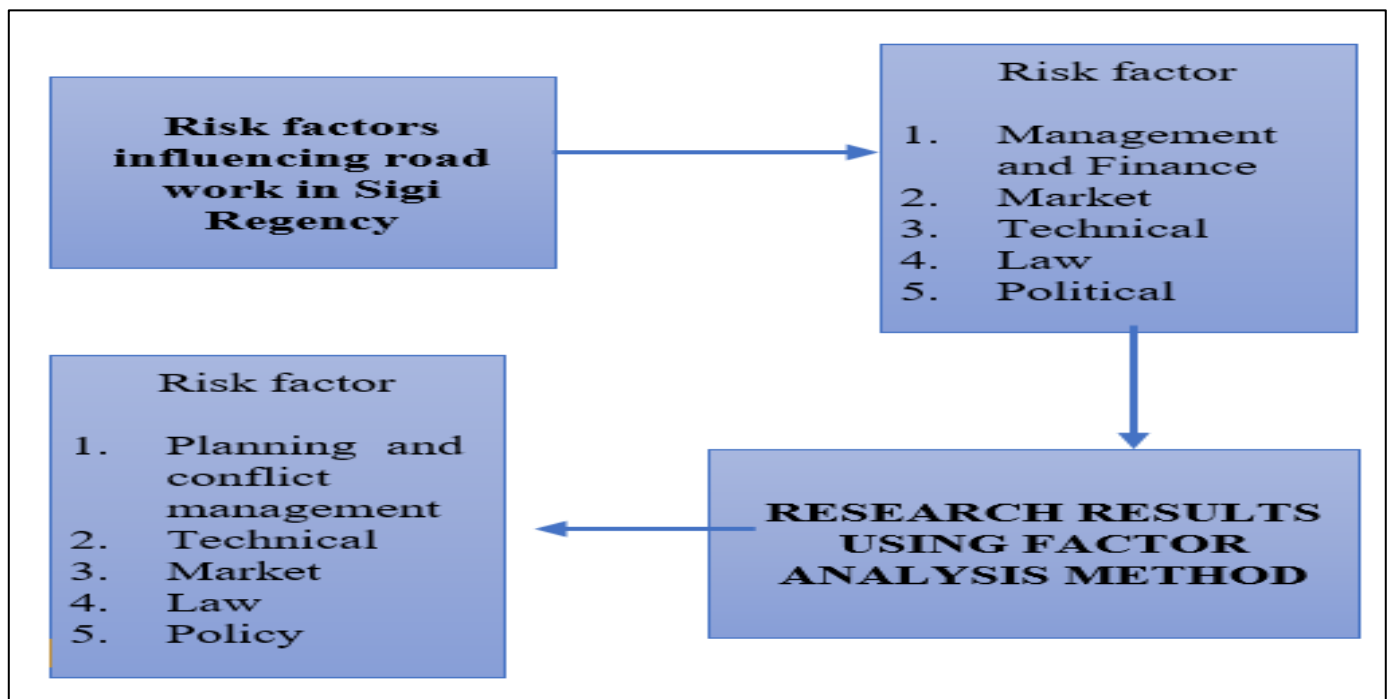 Risk factors
influencing road
work in Sigi
Regency
Risk factor
1. Management
and Finance
2. Market
3. Technical
4. Law
5. Political
RESEARCH RESULTS
USING FACTOR
ANALYSIS METHOD
Risk factor
1. Planning and
conflict
management
2. Technical
3. Market
4. Law
5. Policy